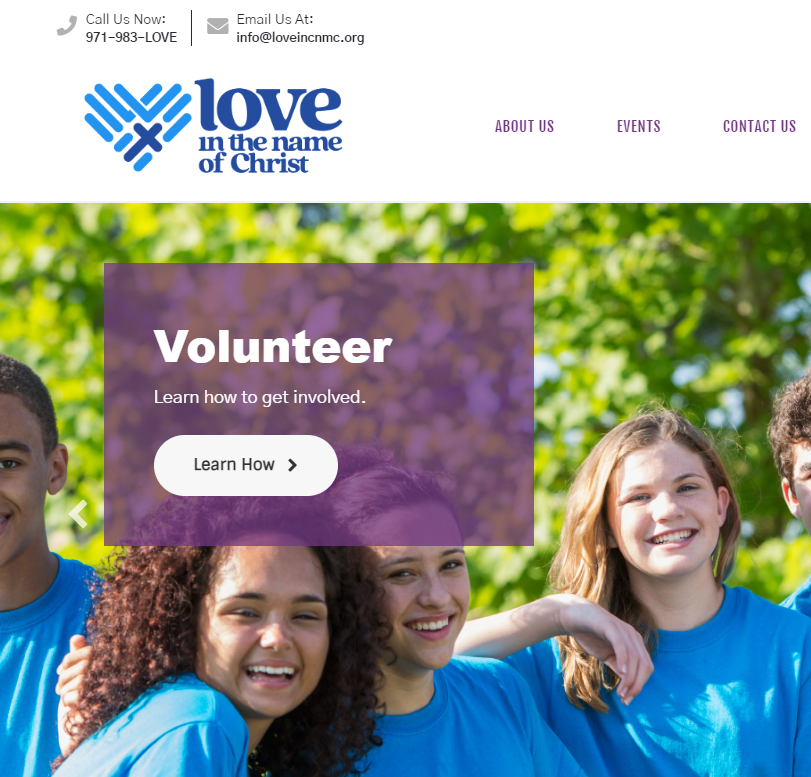 Call Us Now:
971-983-LOVE
Email Us At:
info@loveincnmc.org
love
in the name
of Christ
ABOUT US
EVENTS
CONTACT US
Volunteer
Learn how to get involved.
Learn How